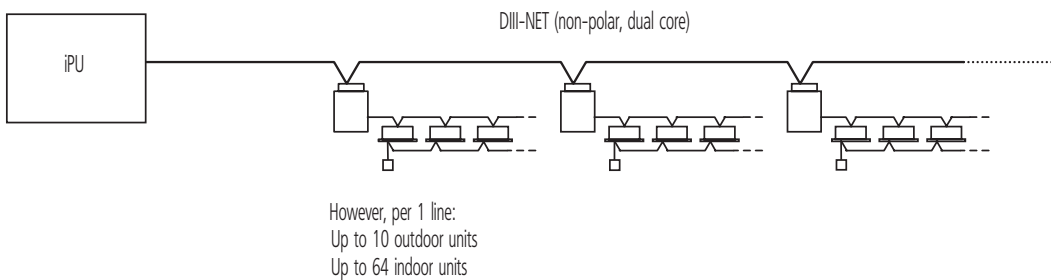 DIII-NET (non-polar, dual core)
iPU
However, per 1 line:
Up to 10 outdoor units
Up to 64 indoor units